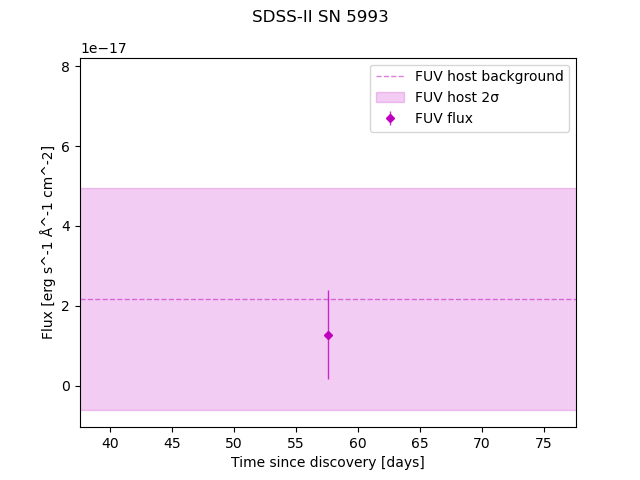 SDSS-II SN 5993
1e−17
FUV host background
FUV host 2σ
FUV flux
8
6
4
2
0
Flux [erg s^-1 Å^-1 cm^-2]
40 45 50 55 60 65 70 75
Time since discovery [days]